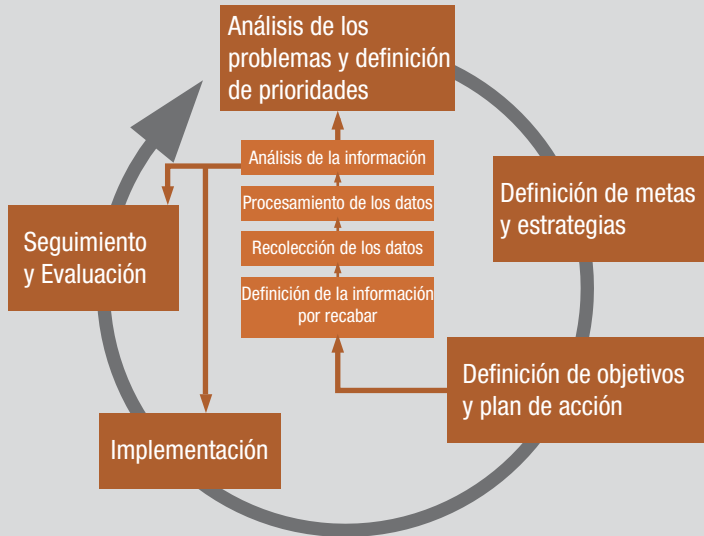 Análisis de los
problemas y definición
de prioridades
Análisis de la información
Procesamiento de los datos
Recolección de los datos
Definición de la información
por recabar
Definición de metas
y estrategias
Definición de objetivos
y plan de acción
Implementación
Seguimiento
y Evaluación